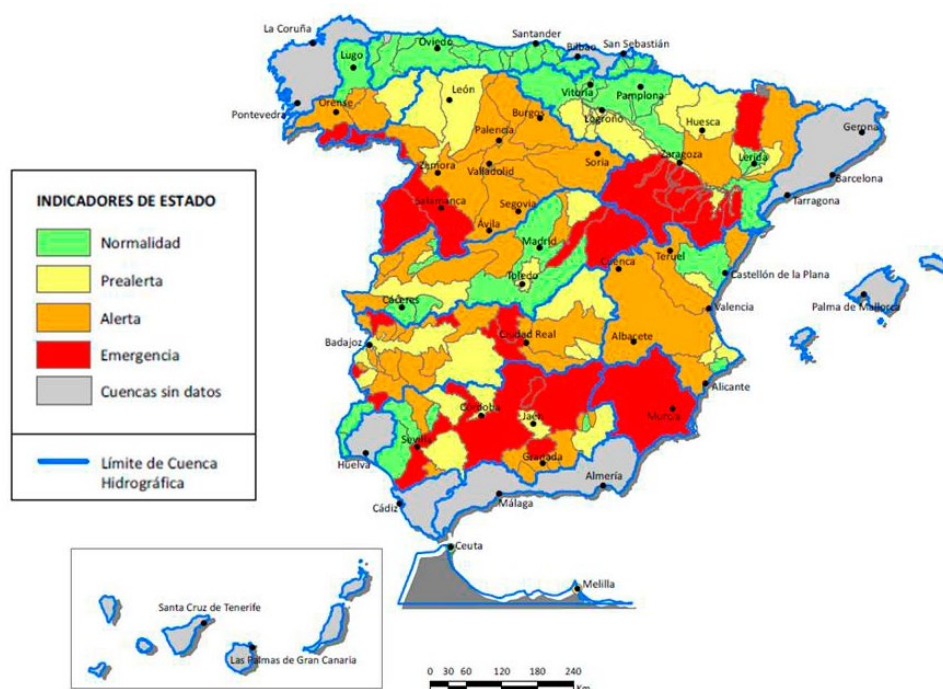 La Coruña
Oviedo
Santander
Bilbao
San Sebastián
Lugo
Vitoria
Pamplona
León
Pontevedra
Orense
Burgos
Logroño
Huesca
Gerona
Palencia
Zamora
Valladolid
Soria
Zaragoza
Lérida
Barcelona
Tarragona
Salamanca
Segovia
Ávila
Madrid
Teruel
Cuenca
Castellón de la Plana
Toledo
Cáceres
Valencia
Palma de Mallorca
Badajoz
Ciudad Real
Albacete
Alicante
Córdoba
Jaén
Murcia
Sevilla
Huelva
Granada
Almería
Cádiz
Málaga
Ceuta
Melilla
INDICADORES DE ESTADO
Normalidad
Prealerta
Alerta
Emergencia
Cuencas sin datos
Límite de Cuenca
Hidrográfica
Santa Cruz de Tenerife
Las Palmas de Gran Canaria
0 30 60 120 180 240
Km